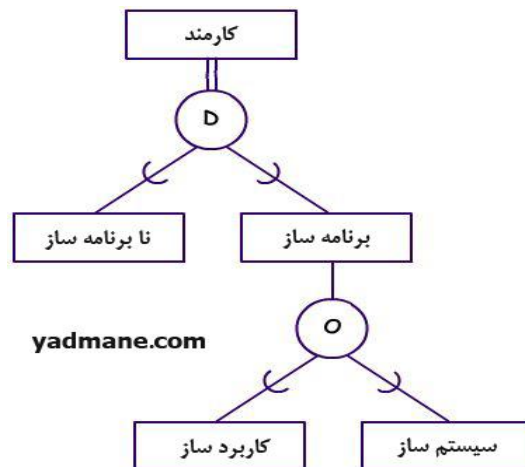 کارمند
D
نا برنامه ساز
برنامه ساز
O
yadmane.com
کاربرد ساز
سیستم ساز